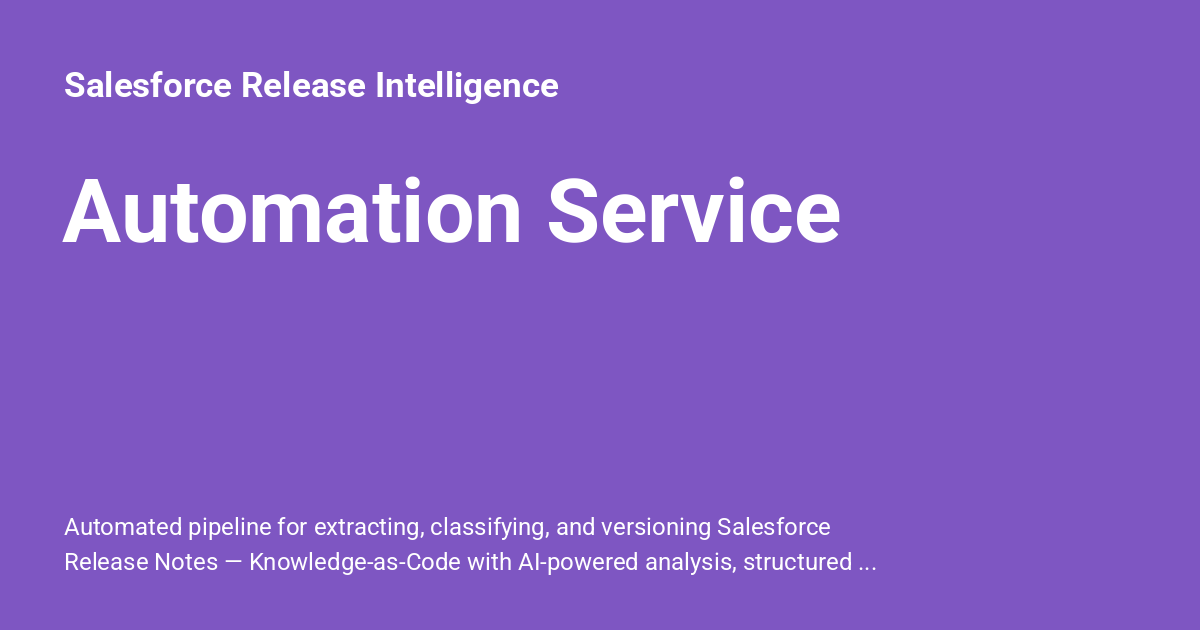 Salesforce Release Intelligence
Automation Service
Automated pipeline for extracting, classifying, and versioning Salesforce
Release Notes — Knowledge-as-Code with AI-powered analysis, structured ...